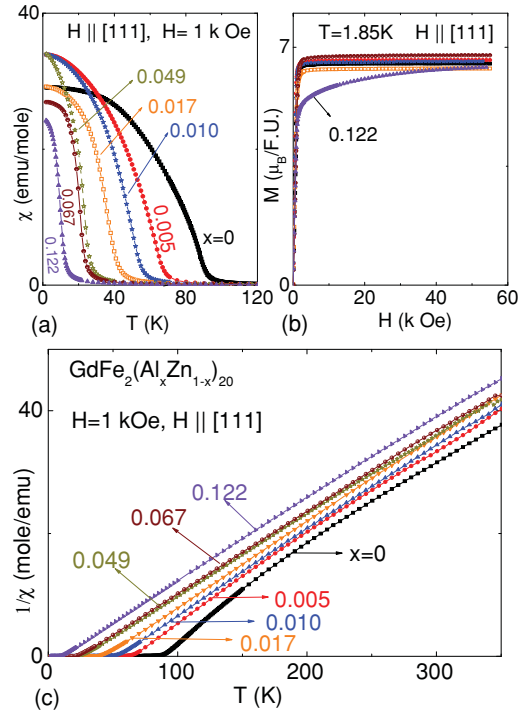 30
H || [111], H= 1 k Oe
0.049
0.017
0.010
0.005
x=0
0.067
0.122
χ (emu/mole)
0
0 40 80 120
(a) T (K)
7
T=1.85K H || [111]
0.122
M (μ_B/F.U.)
0
0 20 40 60
(b) H (k Oe)
GdFe₂(AlₓZn₁₋ₓ)₂₀
40
H=1 kOe, H || [111]
0.122
0.067
0.049
x=0
0.005
0.010
0.017
1/χ (mole/emu)
0
0 100 200 300
(c) T (K)